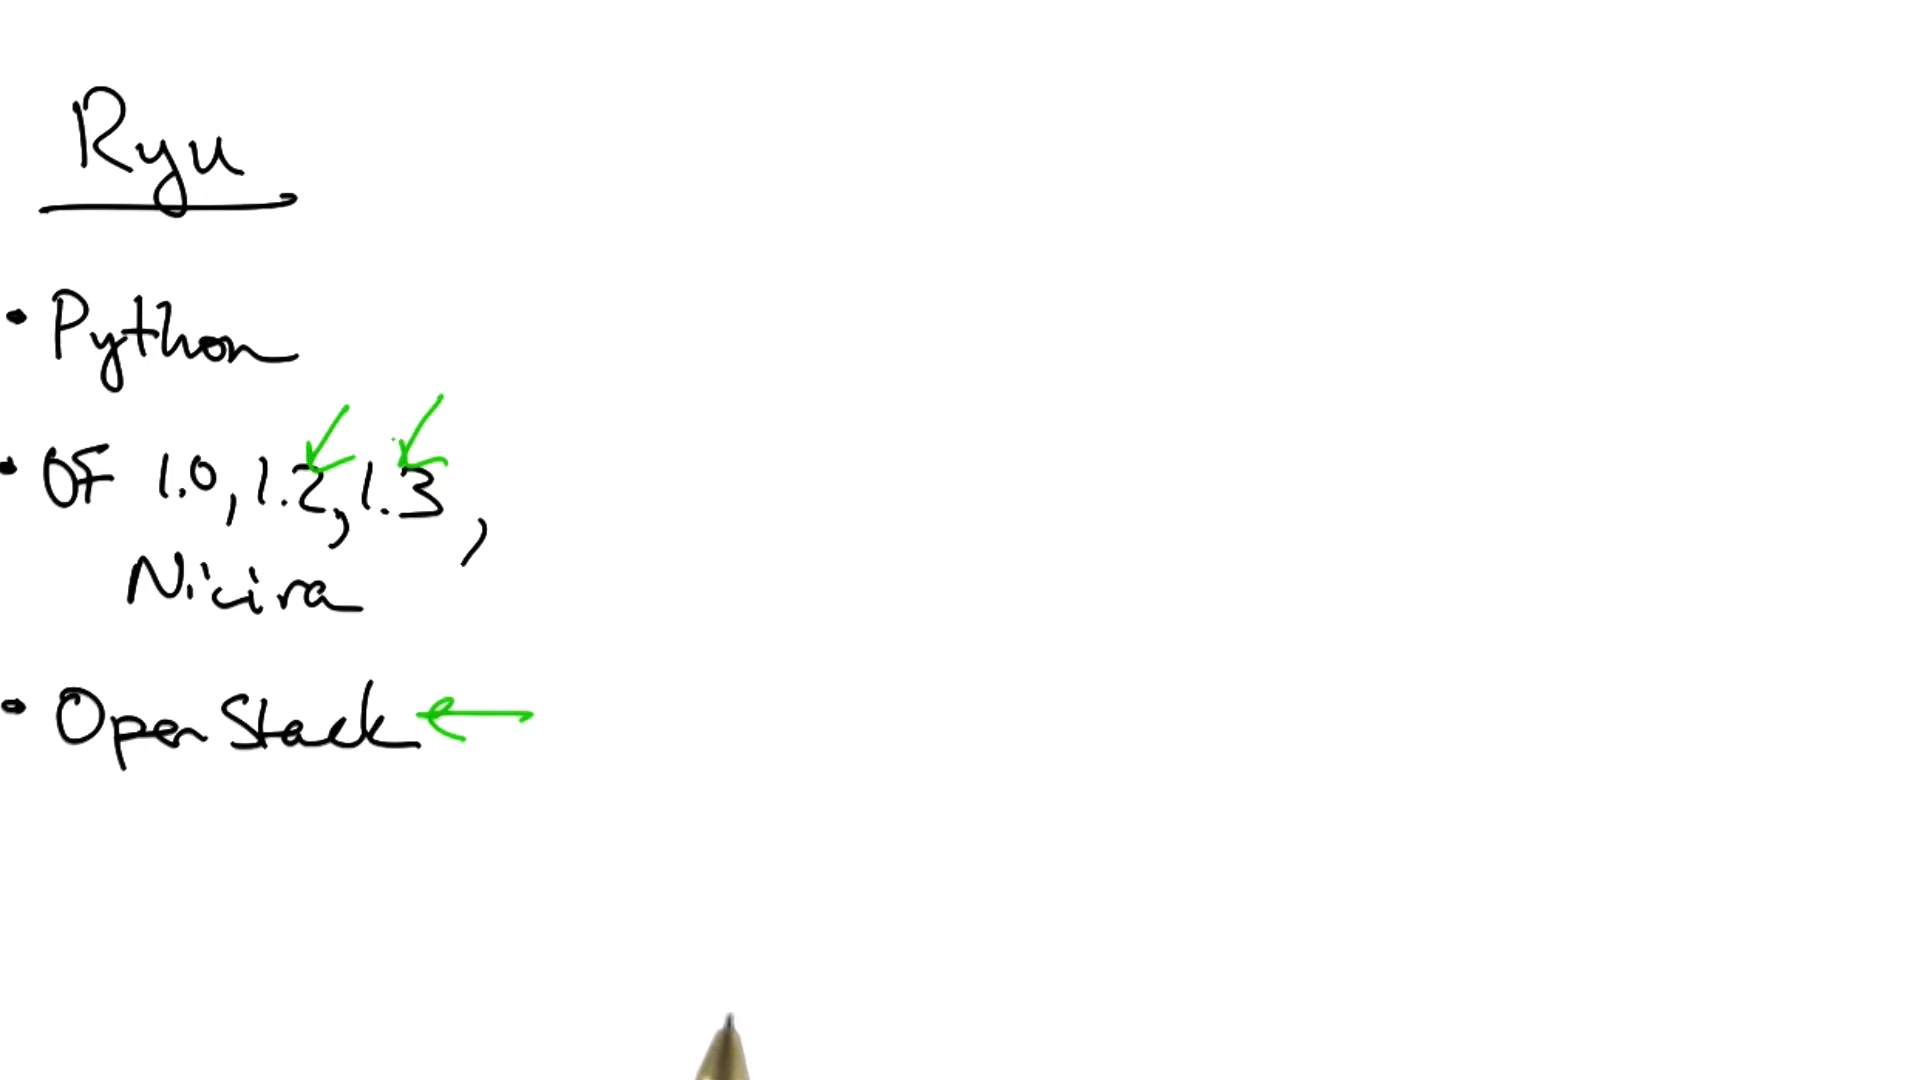 Ryu
• Python
• OF 1.0, 1.2, 1.3,
Nicira
• OpenStack